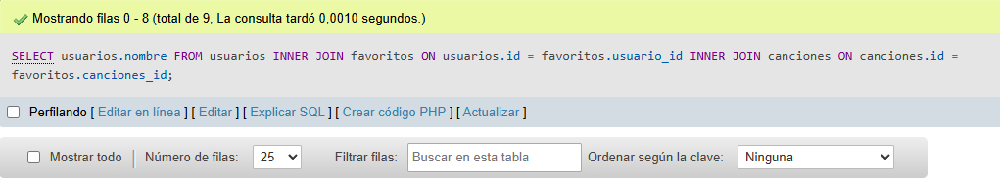 Mostrando filas 0 - 8 (total de 9, La consulta tardó 0,0010 segundos.)
SELECT usuarios.nombre FROM usuarios INNER JOIN favoritos ON usuarios.id = favoritos.usuario_id INNER JOIN canciones ON canciones.id =
favoritos.canciones_id;
Perfilando [ Editar en línea ] [ Editar ] [ Explicar SQL ] [ Crear código PHP ] [ Actualizar ]
Mostrar todo | Número de filas: 25 Filtrar filas: Buscar en esta tabla Ordenar según la clave: Ninguna